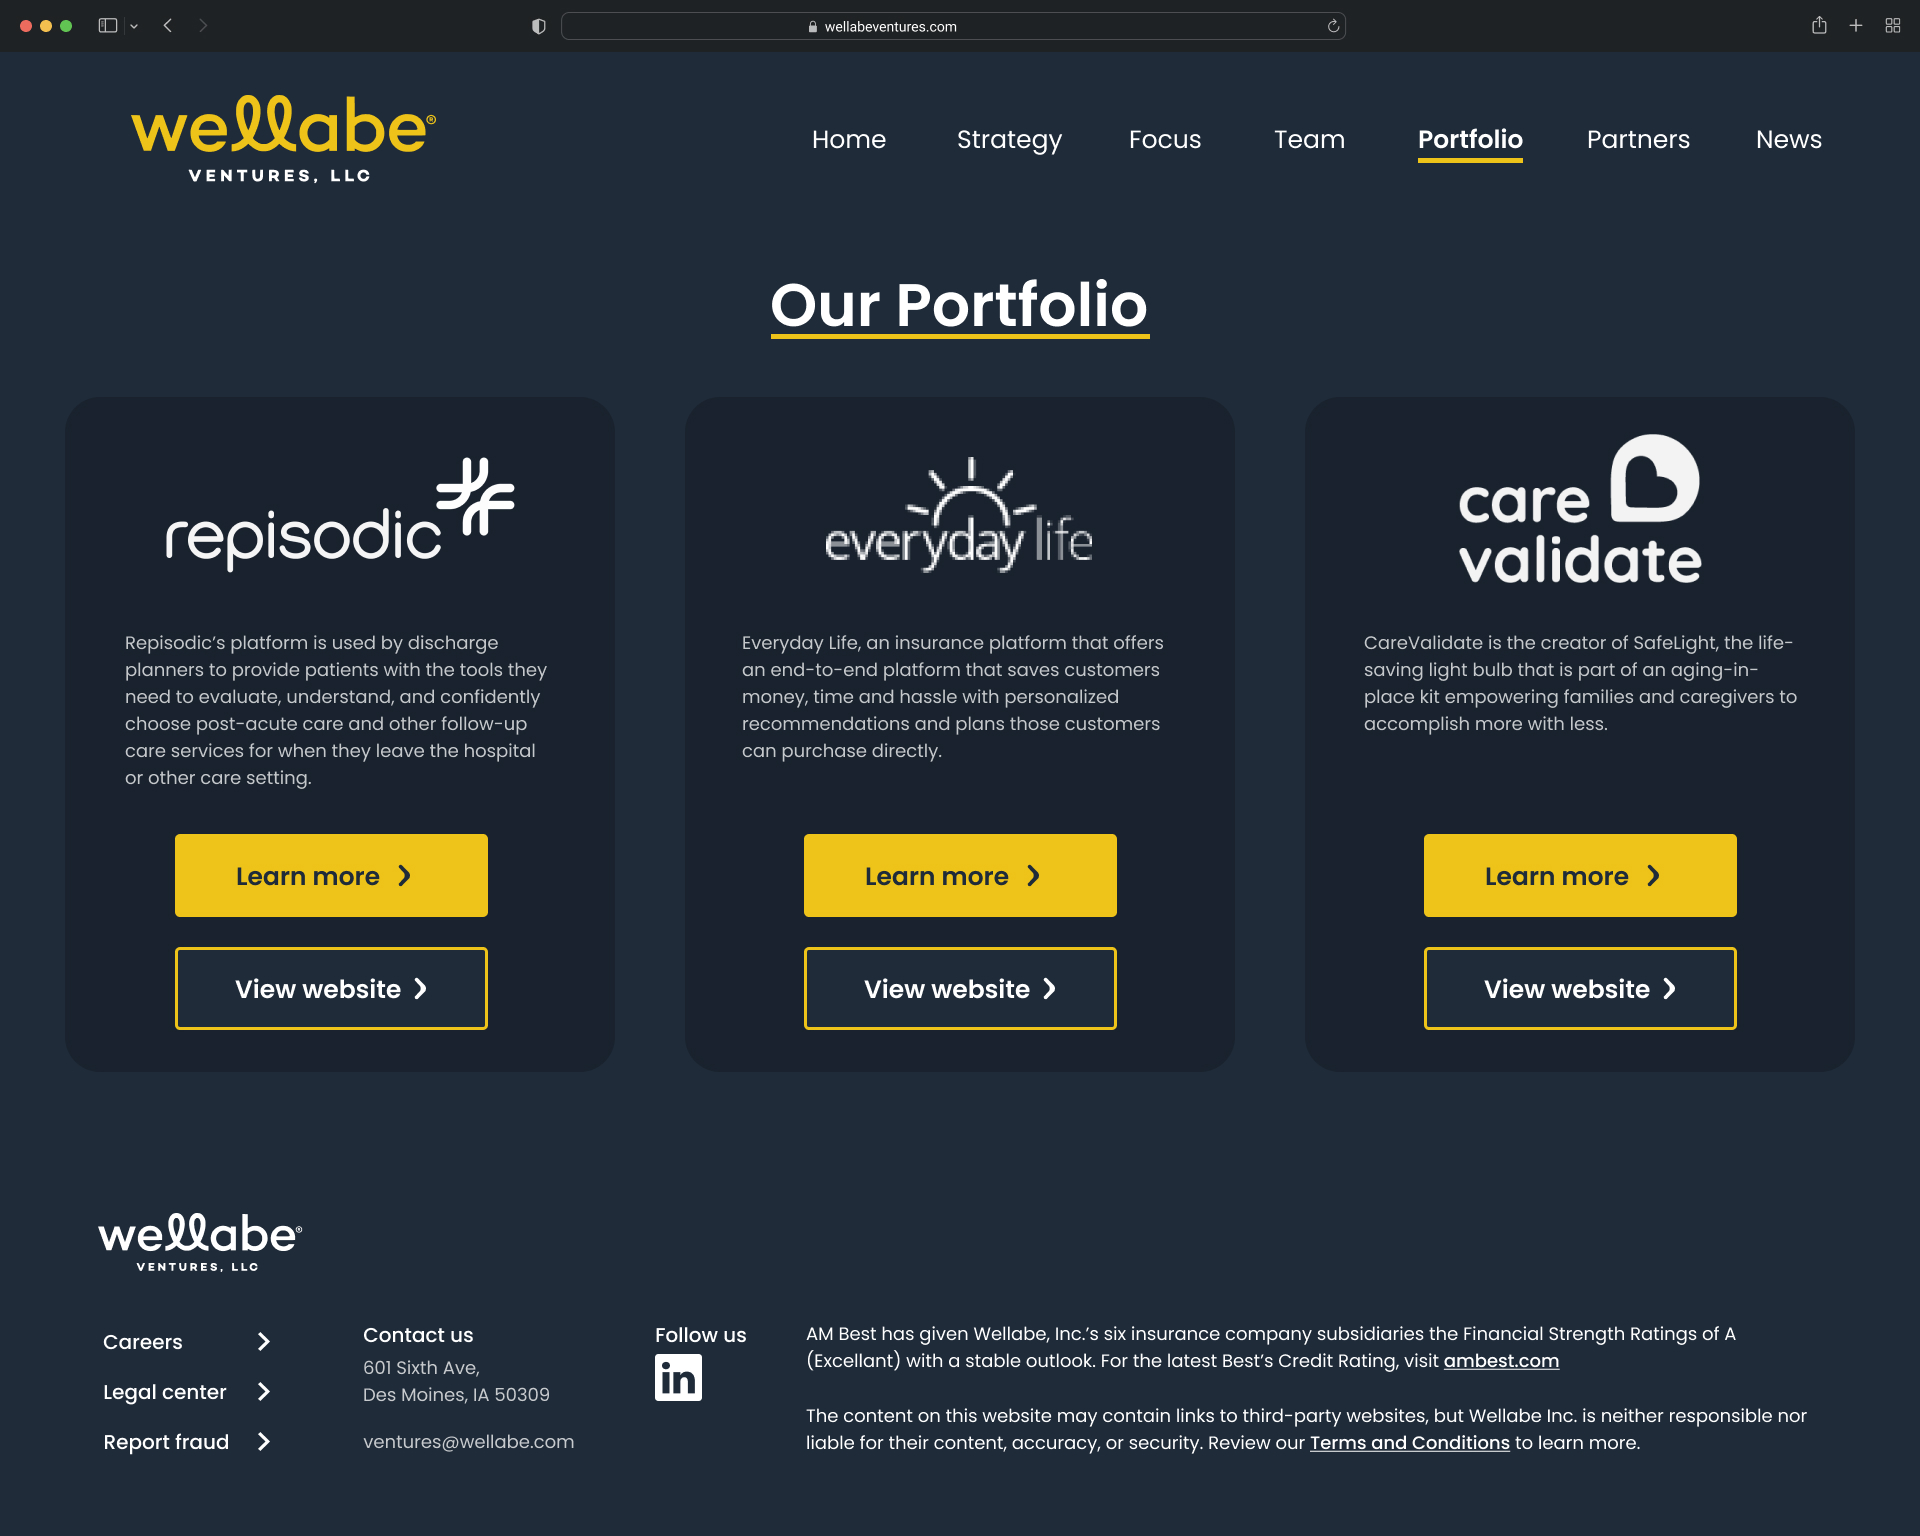 wellabeventures.com
wellabe®
VENTURES, LLC
Home Strategy Focus Team Portfolio Partners News
Our Portfolio
repisodic
Repisodic’s platform is used by discharge
planners to provide patients with the tools they
need to evaluate, understand, and confidently
choose post-acute care and other follow-up
care services for when they leave the hospital
or other care setting.
Learn more
View website
everyday life
Everyday Life, an insurance platform that offers
an end-to-end platform that saves customers
money, time and hassle with personalized
recommendations and plans those customers
can purchase directly.
Learn more
View website
care
validate
CareValidate is the creator of SafeLight, the life-
saving light bulb that is part of an aging-in-
place kit empowering families and caregivers to
accomplish more with less.
Learn more
View website
wellabe®
VENTURES, LLC
Careers
Legal center
Report fraud
Contact us
601 Sixth Ave,
Des Moines, IA 50309
ventures@wellabe.com
Follow us
in
AM Best has given Wellabe, Inc.’s six insurance company subsidiaries the Financial Strength Ratings of A
(Excellant) with a stable outlook. For the latest Best’s Credit Rating, visit ambest.com
The content on this website may contain links to third-party websites, but Wellabe Inc. is neither responsible nor
liable for their content, accuracy, or security. Review our Terms and Conditions to learn more.